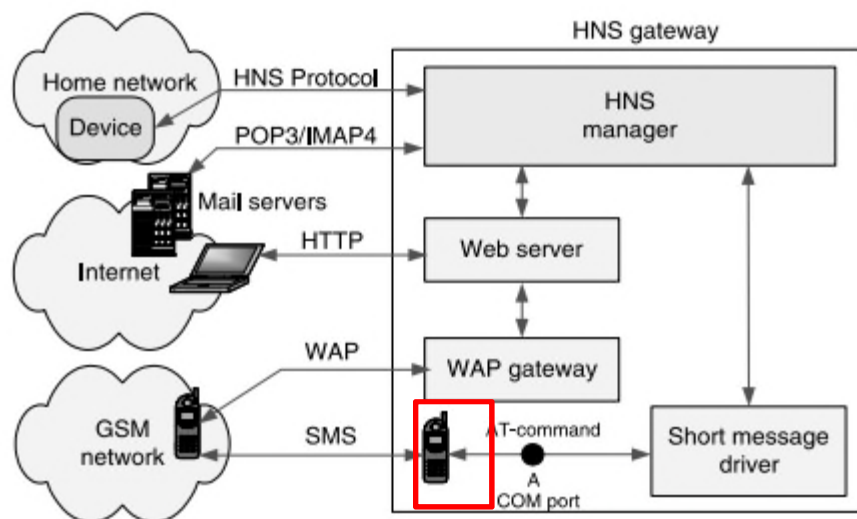 HNS gateway
Home network
Device
HNS Protocol
HNS
manager
POP3/IMAP4
Mail servers
Internet
HTTP
Web server
WAP
WAP gateway
GSM
network
SMS
AT-command
A
COM port
Short message
driver